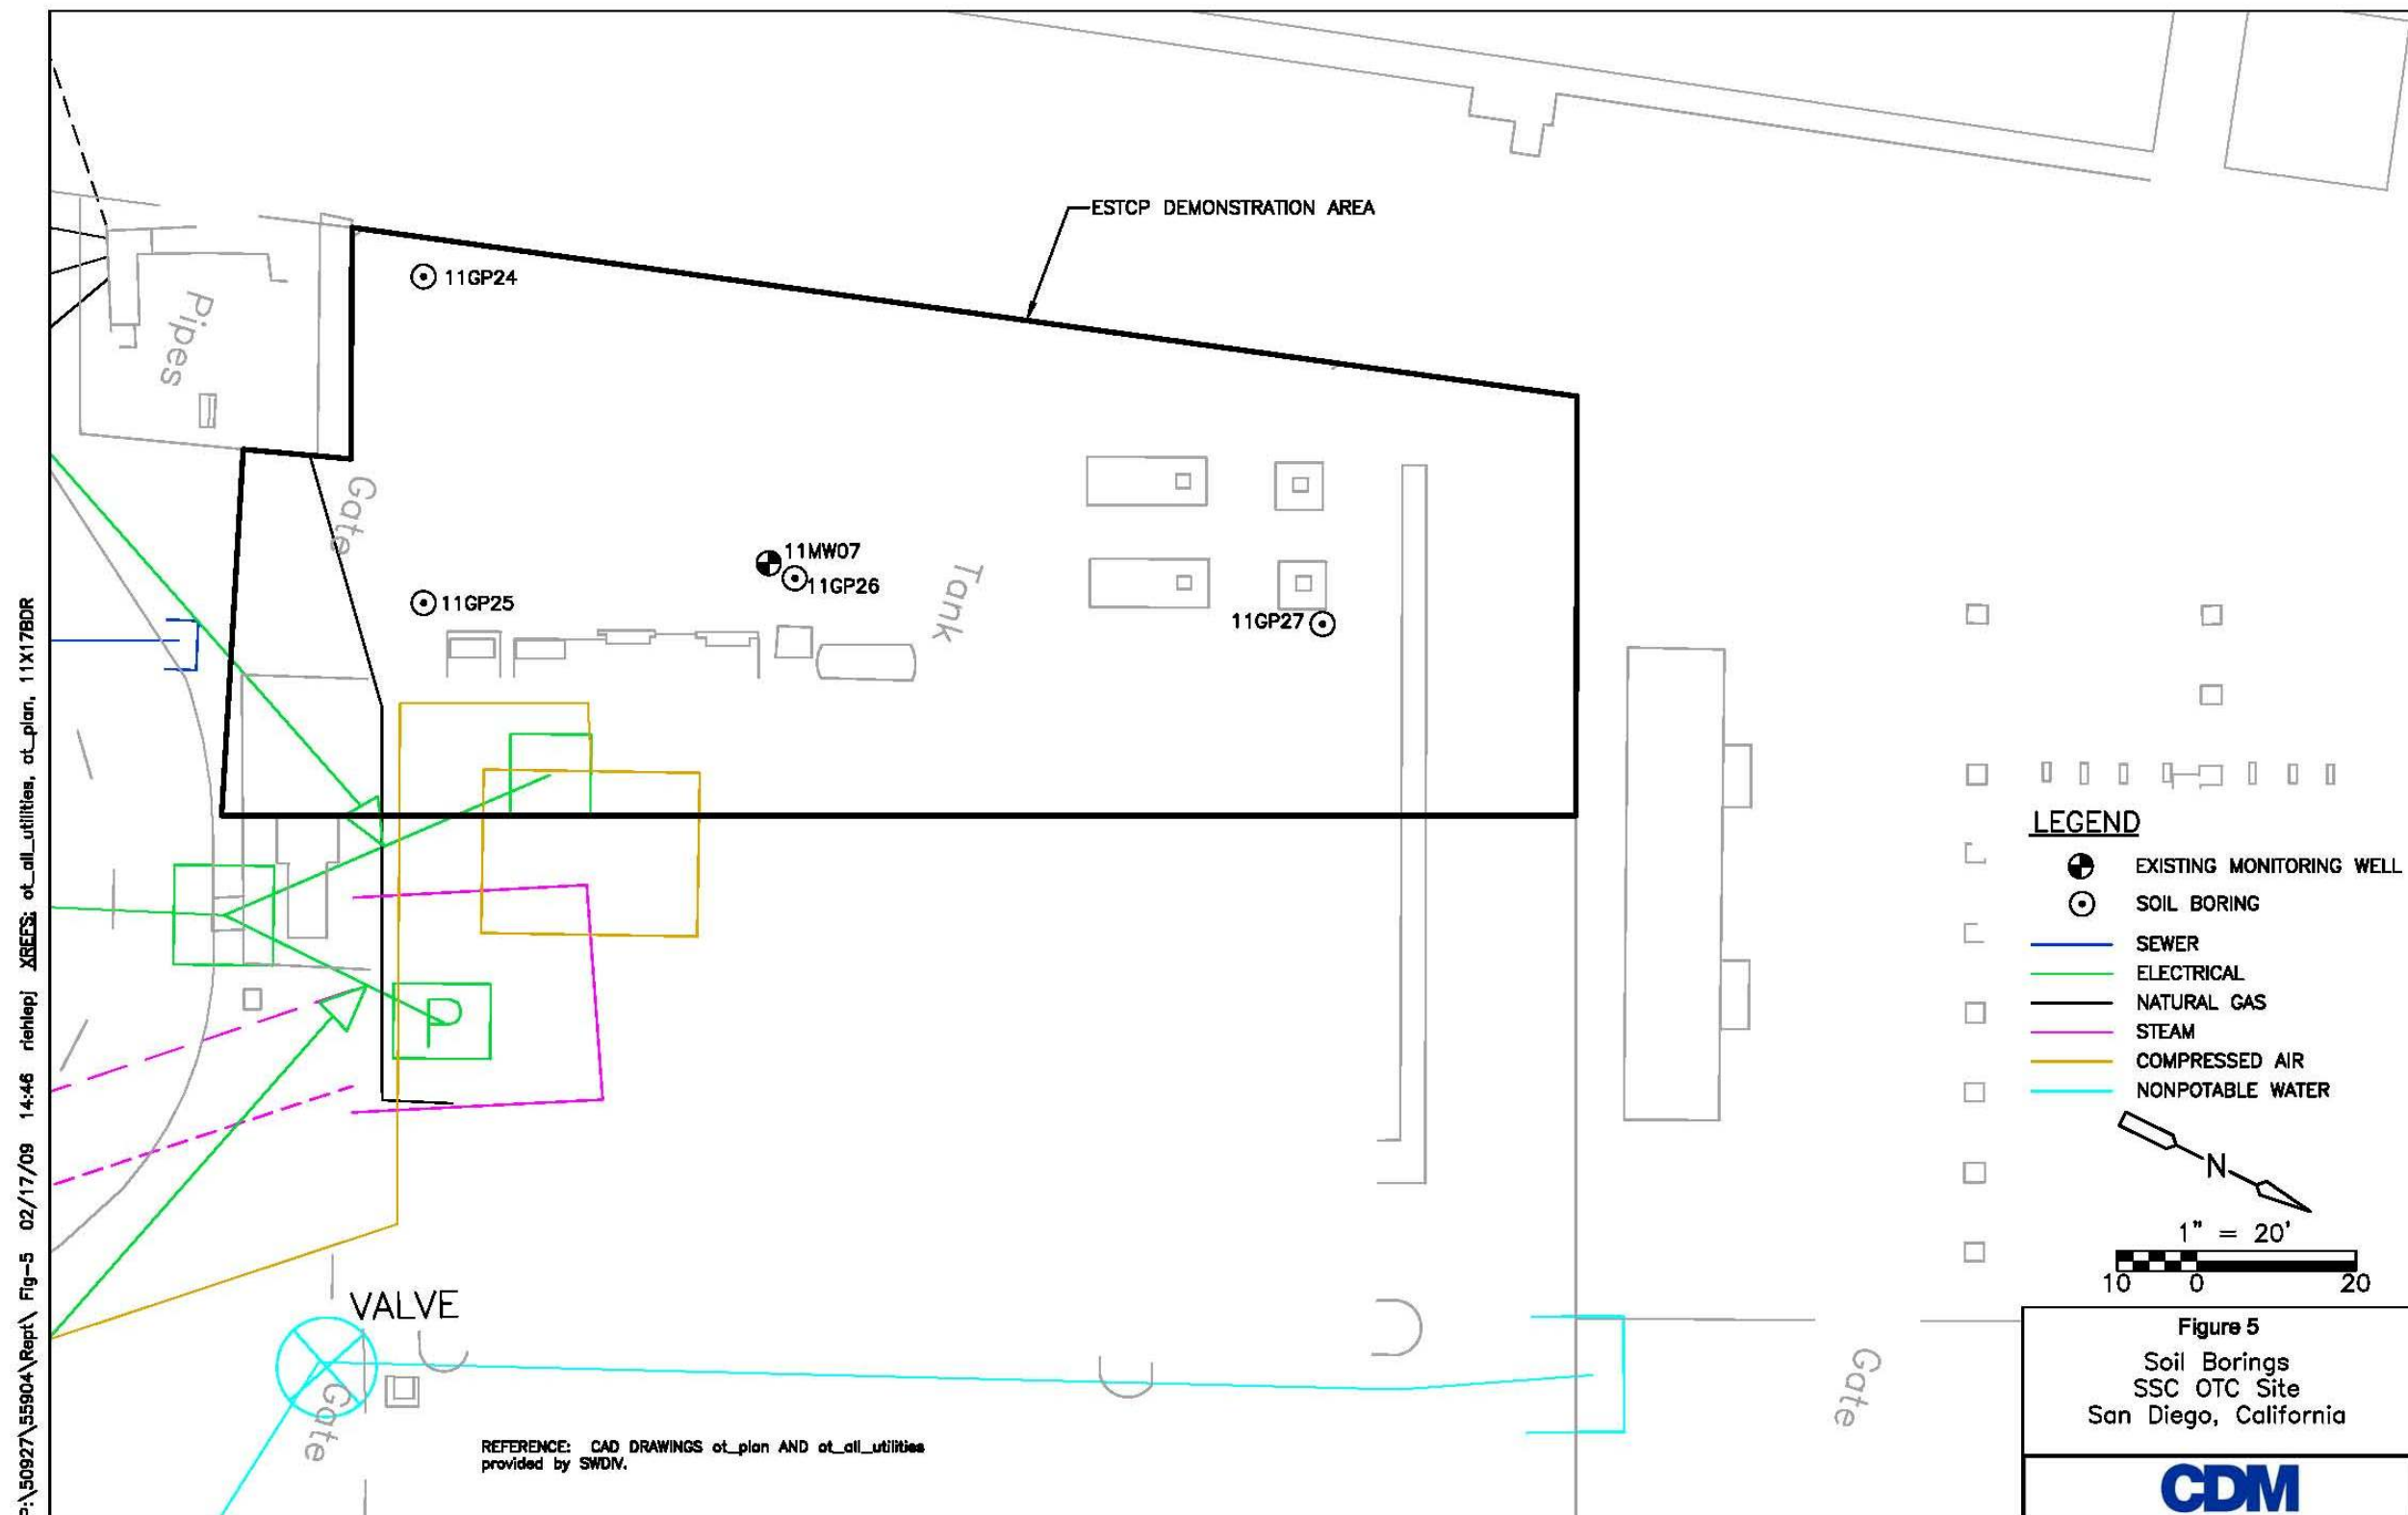 ESTCP DEMONSTRATION AREA
11GP24
Pipes
Gate
11MW07
11GP26
Tank
11GP25
11GP27
P
VALVE
Gate
Gate
REFERENCE: CAD DRAWINGS ot_plan AND ot_all_utilities
provided by SWDIV.
LEGEND
EXISTING MONITORING WELL
SOIL BORING
SEWER
ELECTRICAL
NATURAL GAS
STEAM
COMPRESSED AIR
NONPOTABLE WATER
N
1" = 20'
10 0 20
Figure 5
Soil Borings
SSC OTC Site
San Diego, California
CDM
P:\50927\55904\Rept\ Fig-5 02/17/09 14:46 riehlepj XREFS: ot_all_utilities, ot_plan, 11X17BDR